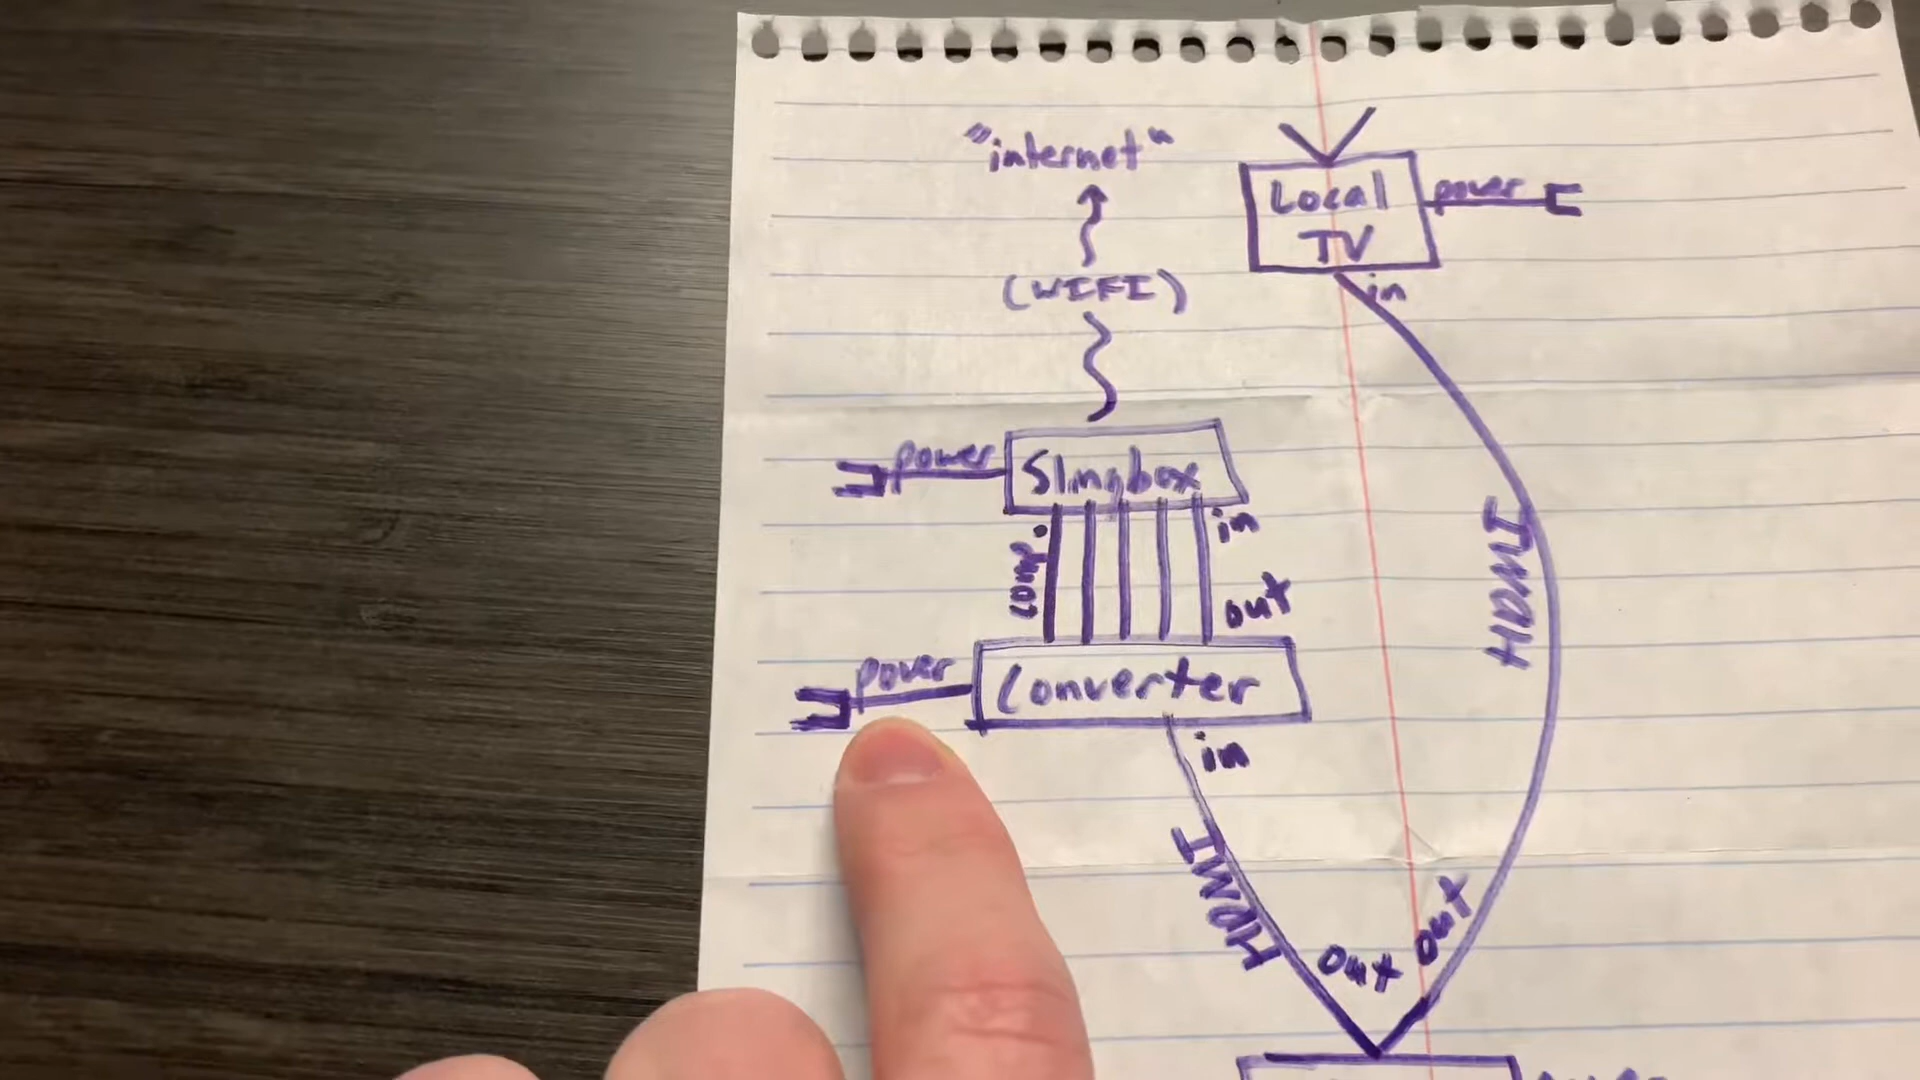 "internet"
(WIFI)
Local
TV
power
in
power
Slingbox
in
comp.
out
HDMI
power
Converter
in
HDMI
out
out